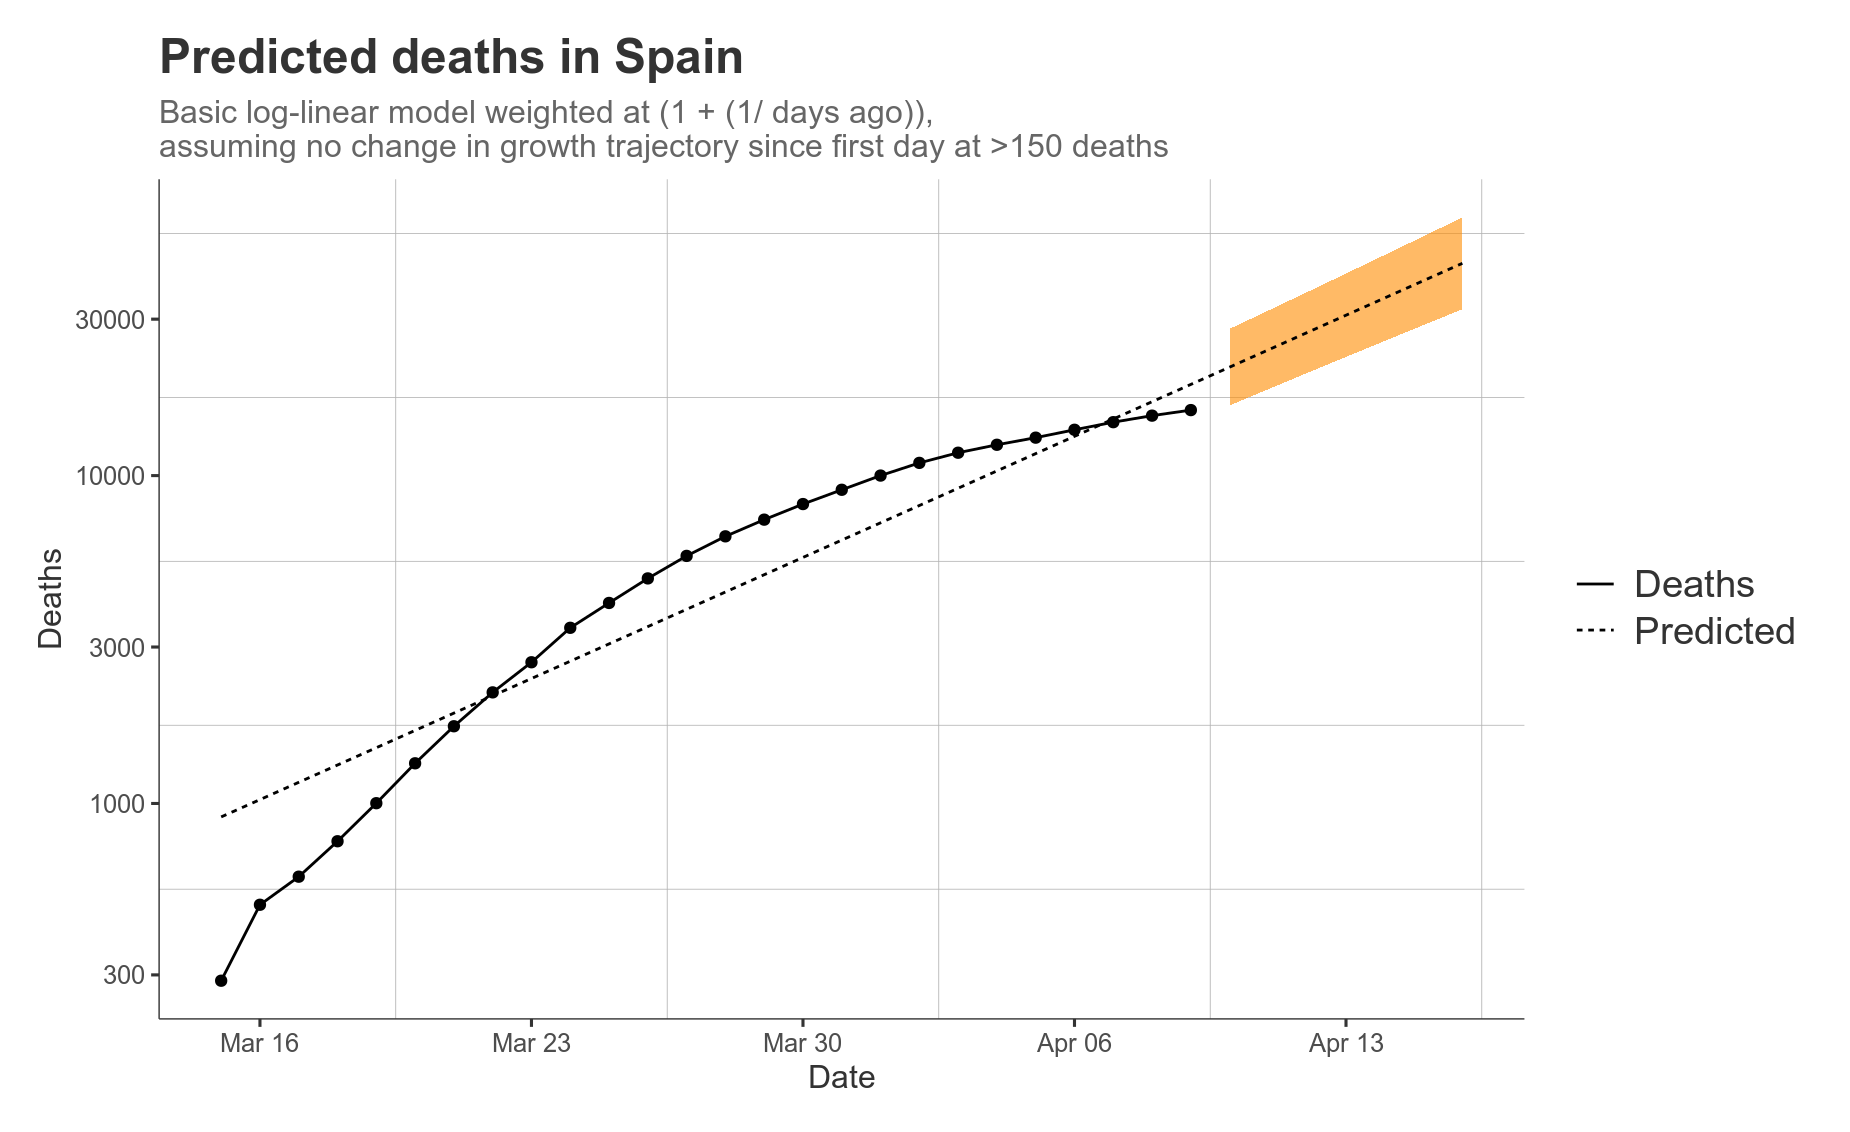 Predicted deaths in Spain
Basic log-linear model weighted at (1 + (1/ days ago)),
assuming no change in growth trajectory since first day at >150 deaths
30000
10000
3000
1000
300
Deaths
Mar 16
Mar 23
Mar 30
Apr 06
Apr 13
Date
Deaths
Predicted